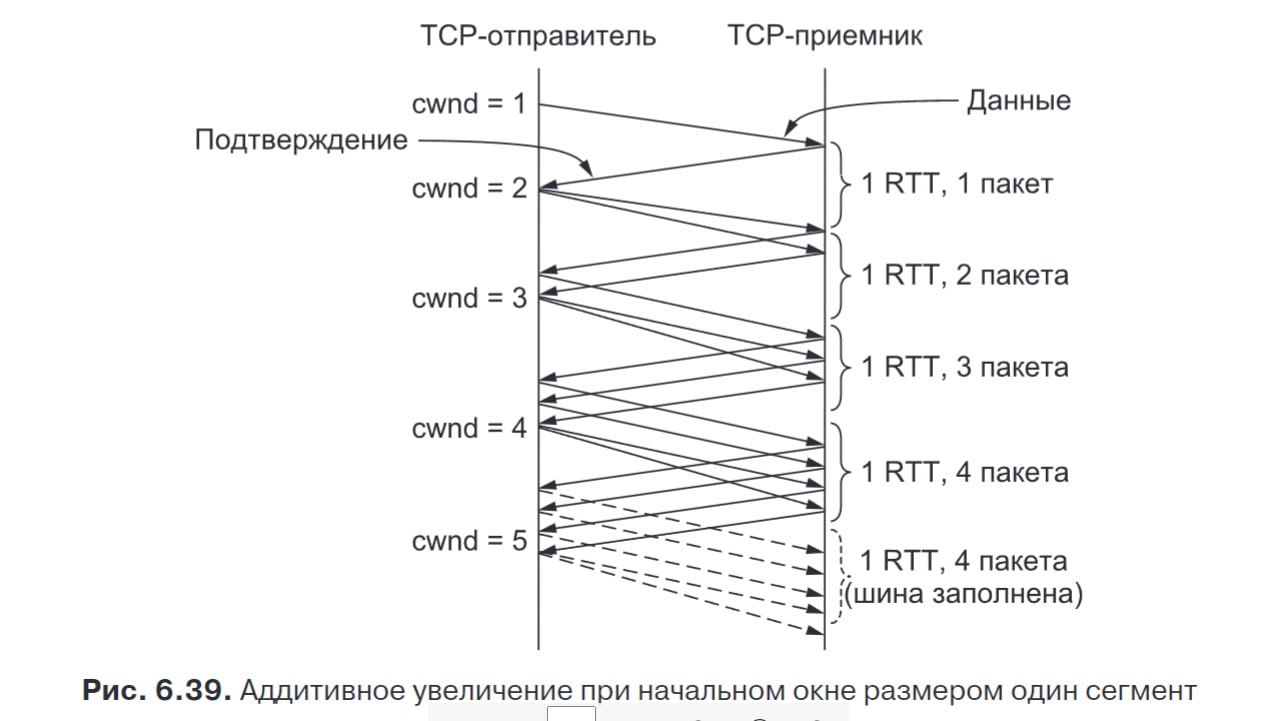 TCP-отправитель
TCP-приемник
cwnd = 1
Данные
Подтверждение
cwnd = 2
1 RTT, 1 пакет
1 RTT, 2 пакета
cwnd = 3
1 RTT, 3 пакета
cwnd = 4
1 RTT, 4 пакета
cwnd = 5
1 RTT, 4 пакета
(шина заполнена)
Рис. 6.39. Аддитивное увеличение при начальном окне размером один сегмент